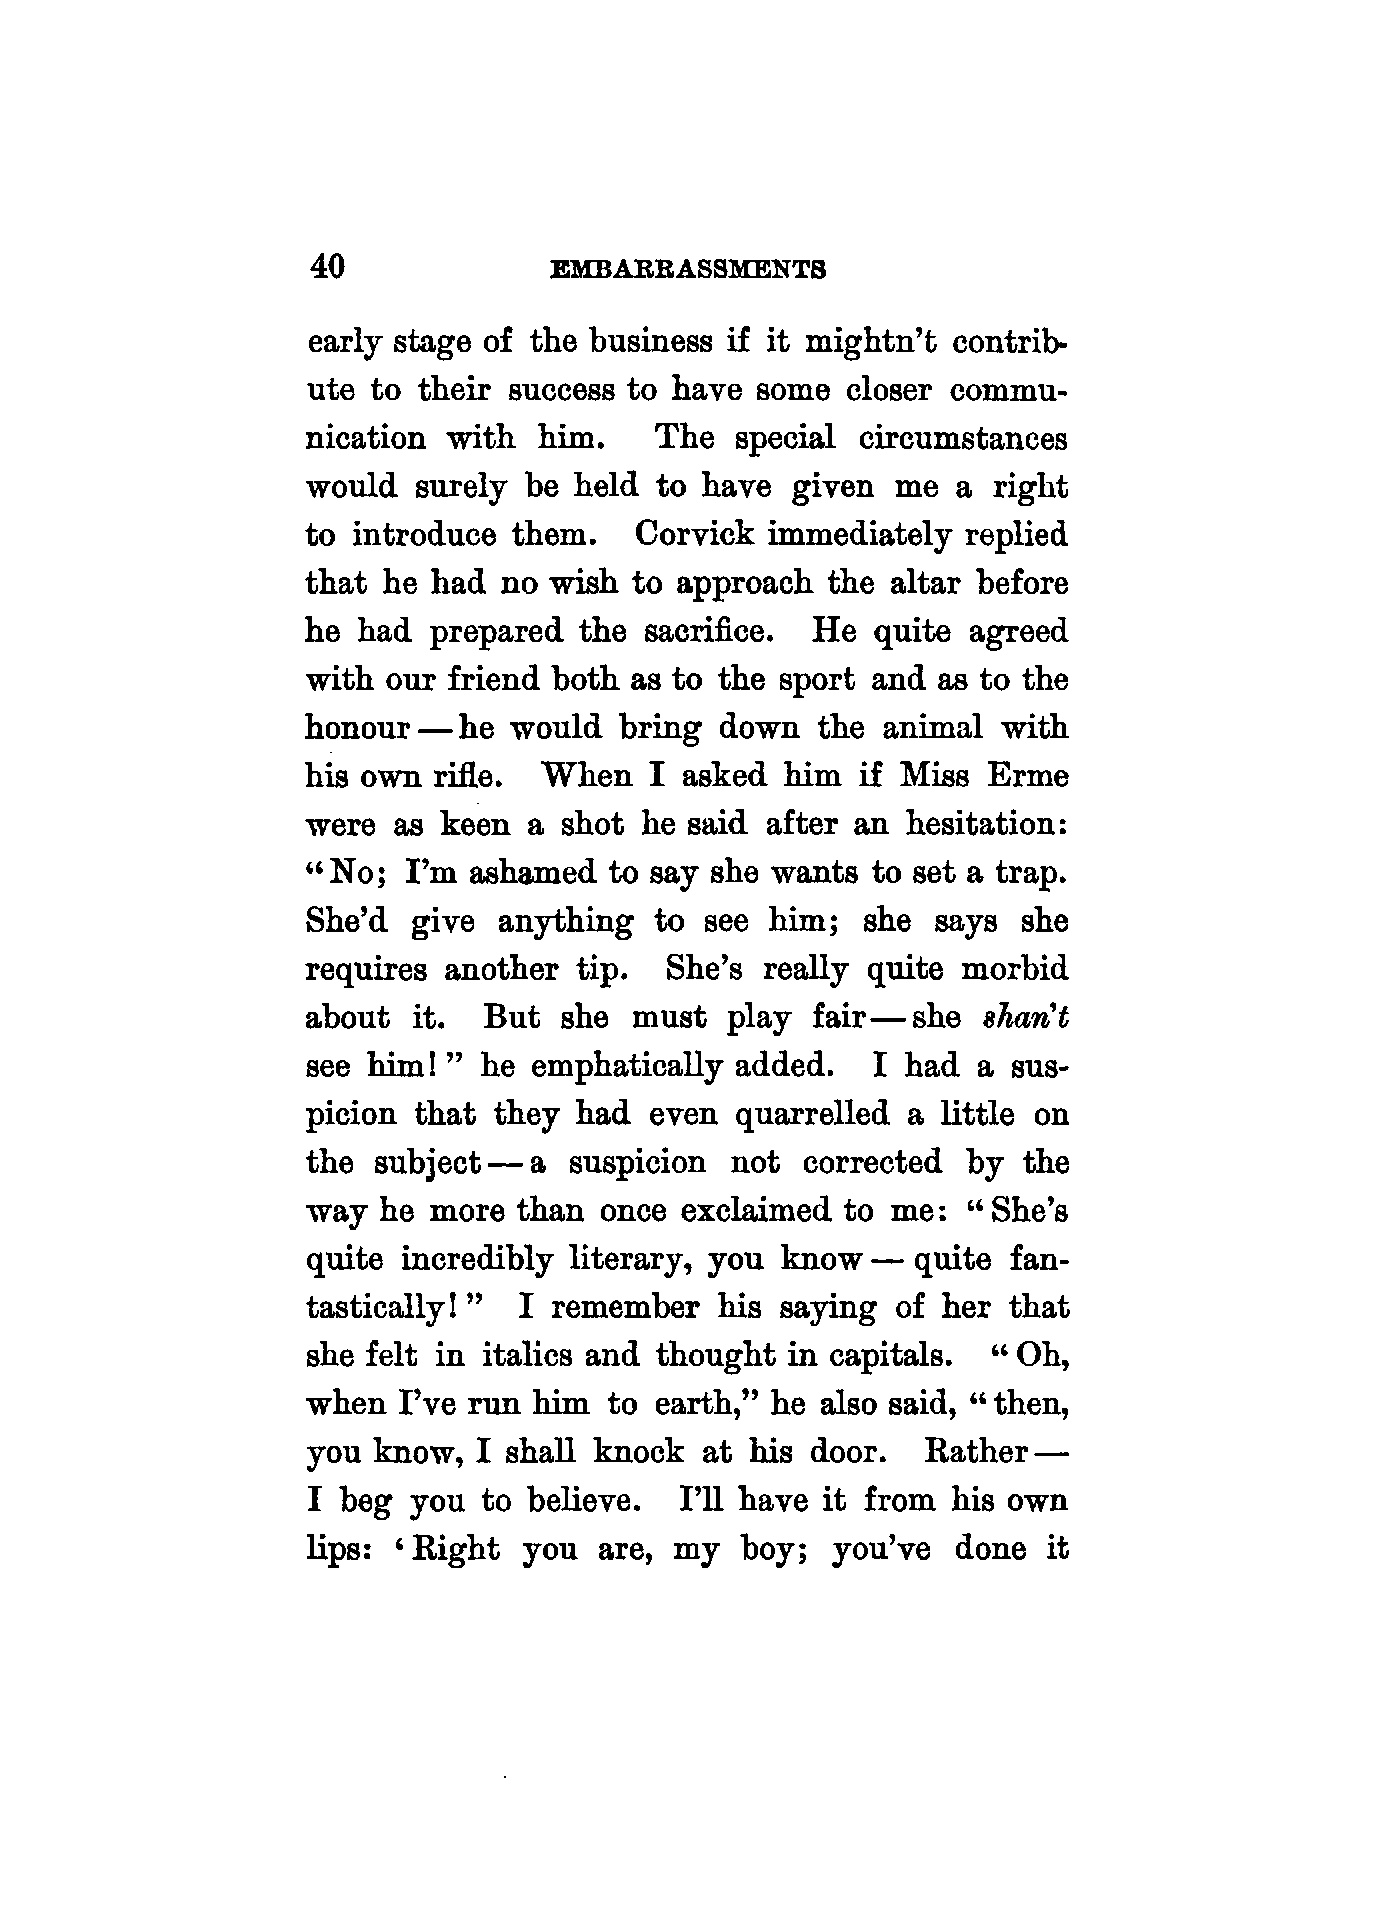 40 EMBARRASSMENTS
early stage of the business if it mightn't contrib-
ute to their success to have some closer commu-
nication with him. The special circumstances
would surely be held to have given me a right
to introduce them. Corvick immediately replied
that he had no wish to approach the altar before
he had prepared the sacrifice. He quite agreed
with our friend both as to the sport and as to the
honour — he would bring down the animal with
his own rifle. When I asked him if Miss Erme
were as keen a shot he said after an hesitation:
“No; I'm ashamed to say she wants to set a trap.
She'd give anything to see him; she says she
requires another tip. She's really quite morbid
about it. But she must play fair — she shan't
see him!” he emphatically added. I had a sus-
picion that they had even quarrelled a little on
the subject — a suspicion not corrected by the
way he more than once exclaimed to me: “She's
quite incredibly literary, you know — quite fan-
tastically!” I remember his saying of her that
she felt in italics and thought in capitals. “Oh,
when I've run him to earth,” he also said, “then,
you know, I shall knock at his door. Rather —
I beg you to believe. I'll have it from his own
lips: ‘Right you are, my boy; you've done it